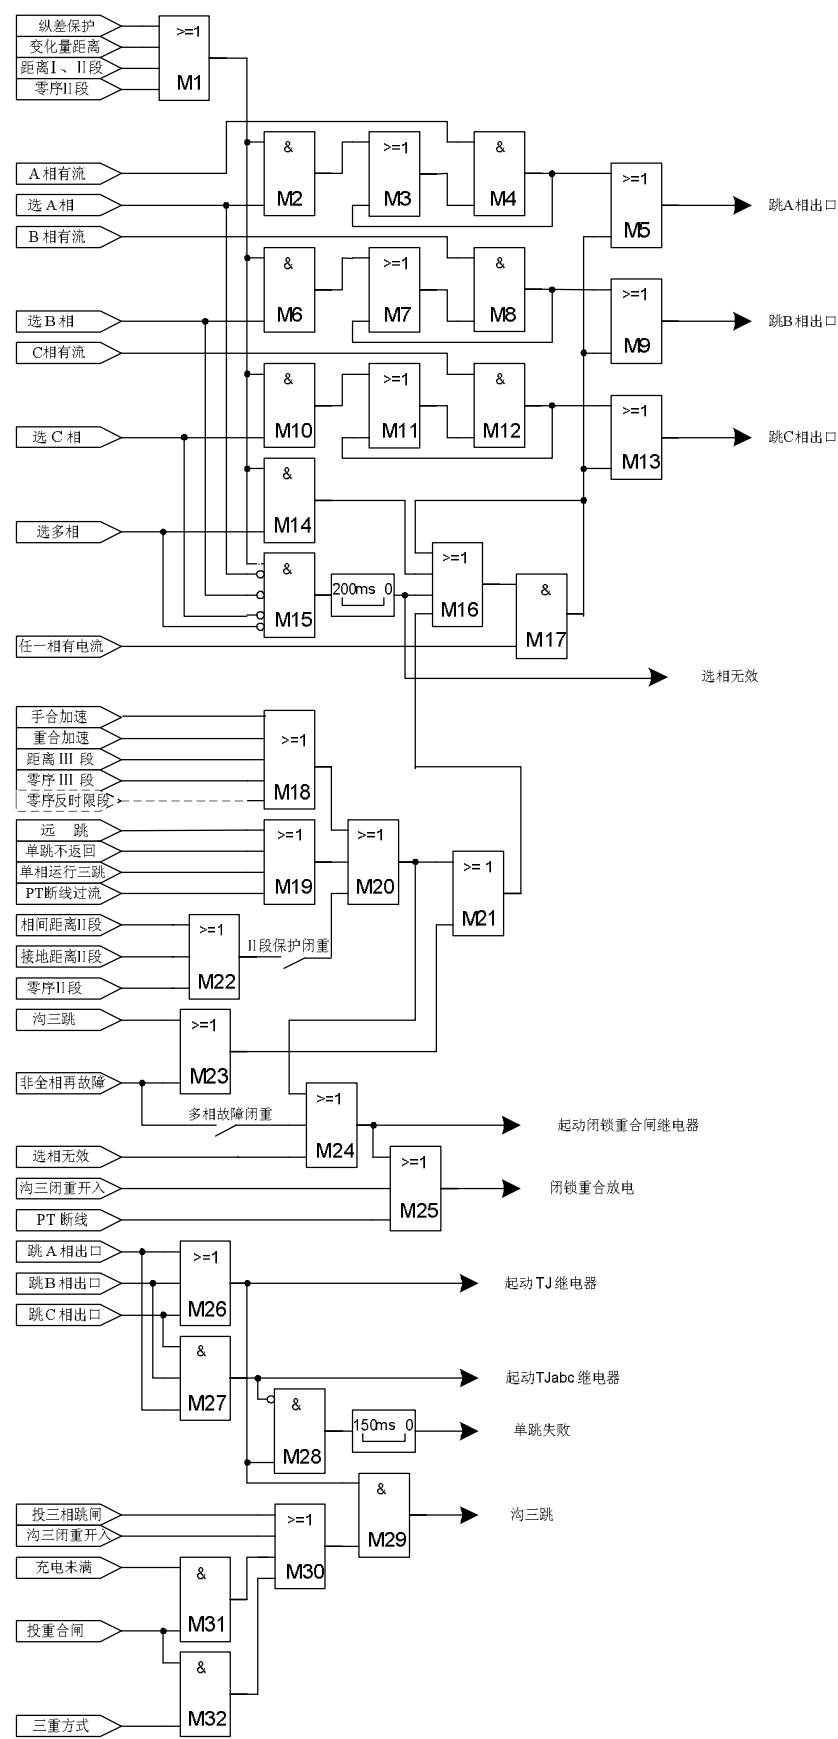 纵差保护
变化量距离
距离I、II段
零序II段
>=1
M1
A相有流
选A相
&
M2
>=1
M3
&
M4
>=1
M5
跳A相出口
B相有流
选B相
&
M6
>=1
M7
&
M8
>=1
M9
跳B相出口
C相有流
选C相
&
M10
>=1
M11
&
M12
>=1
M13
跳C相出口
选多相
&
M14
&
M15
200ms 0
>=1
M16
&
M17
任一相有电流
选相无效
手合加速
重合加速
距离III段
零序III段
零序反时限段
>=1
M18
远 跳
单跳不返回
单相运行三跳
PT断线过流
>=1
M19
>=1
M20
>= 1
M21
相间距离II段
接地距离II段
零序II段
>=1
M22
II段保护闭重
沟三跳
非全相再故障
>=1
M23
多相故障闭重
选相无效
>=1
M24
起动闭锁重合闸继电器
沟三闭重开入
PT断线
>=1
M25
闭锁重合放电
跳A相出口
跳B相出口
跳C相出口
>=1
M26
起动TJ继电器
&
M27
起动TJabc继电器
&
M28
150ms 0
单跳失败
&
M29
沟三跳
投三相跳闸
沟三闭重开入
>=1
M30
充电未满
投重合闸
&
M31
&
M32
三重方式